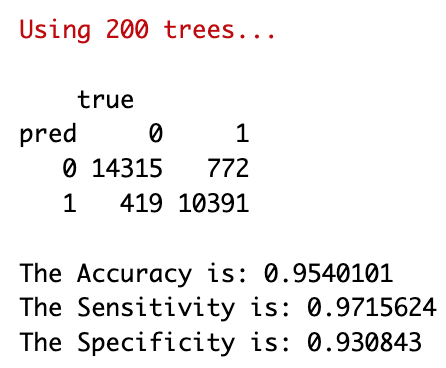 Using 200 trees...
true
pred 0 1
0 14315 772
1 419 10391
The Accuracy is: 0.9540101
The Sensitivity is: 0.9715624
The Specificity is: 0.930843